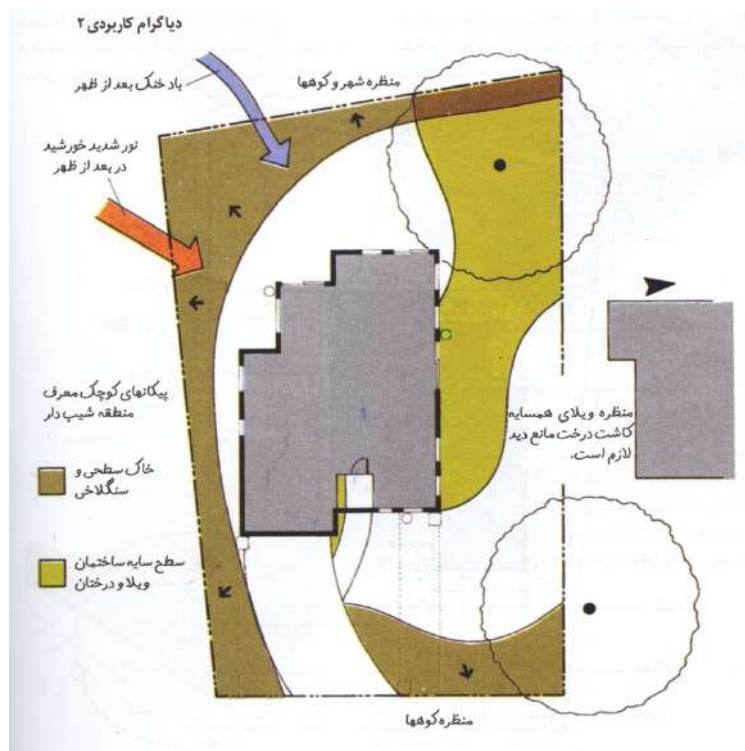 دیاگرام کاربردی ۲
باد خنک بعد از ظهر
منظره شهر و کوهها
نور شدید خورشید
در بعد از ظهر
پیکانهای کوچک معرف
منطقه شیب دار
منظره ویلای همسایه
کاشت درخت مانع دید
لازم است.
خاک سطحی و
سنگلاخی
سطح سایه ساختمان
ویلا و درختان
منظره کوهها